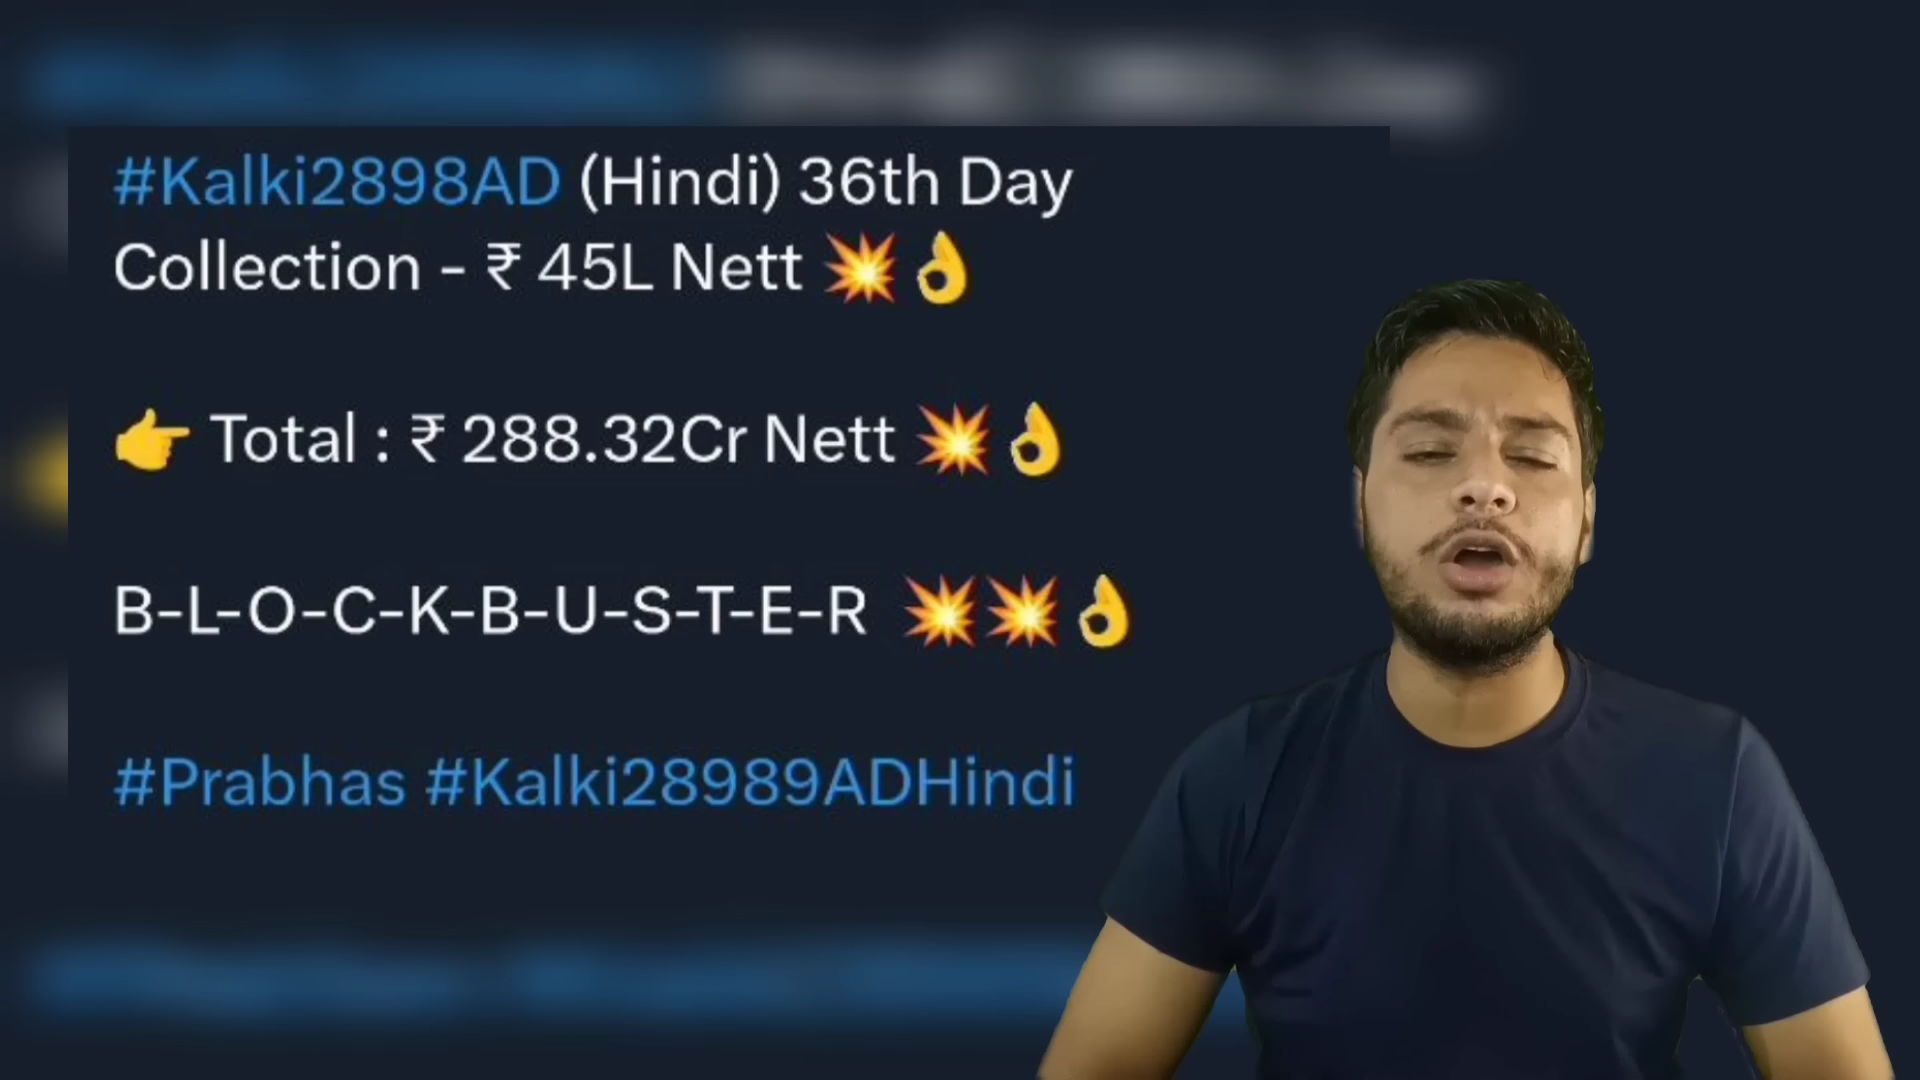 #Kalki2898AD (Hindi) 36th Day
Collection - ₹ 45L Nett 💥👌
👉 Total : ₹ 288.32Cr Nett 💥👌
B-L-O-C-K-B-U-S-T-E-R 💥💥👌
#Prabhas #Kalki28989ADHindi